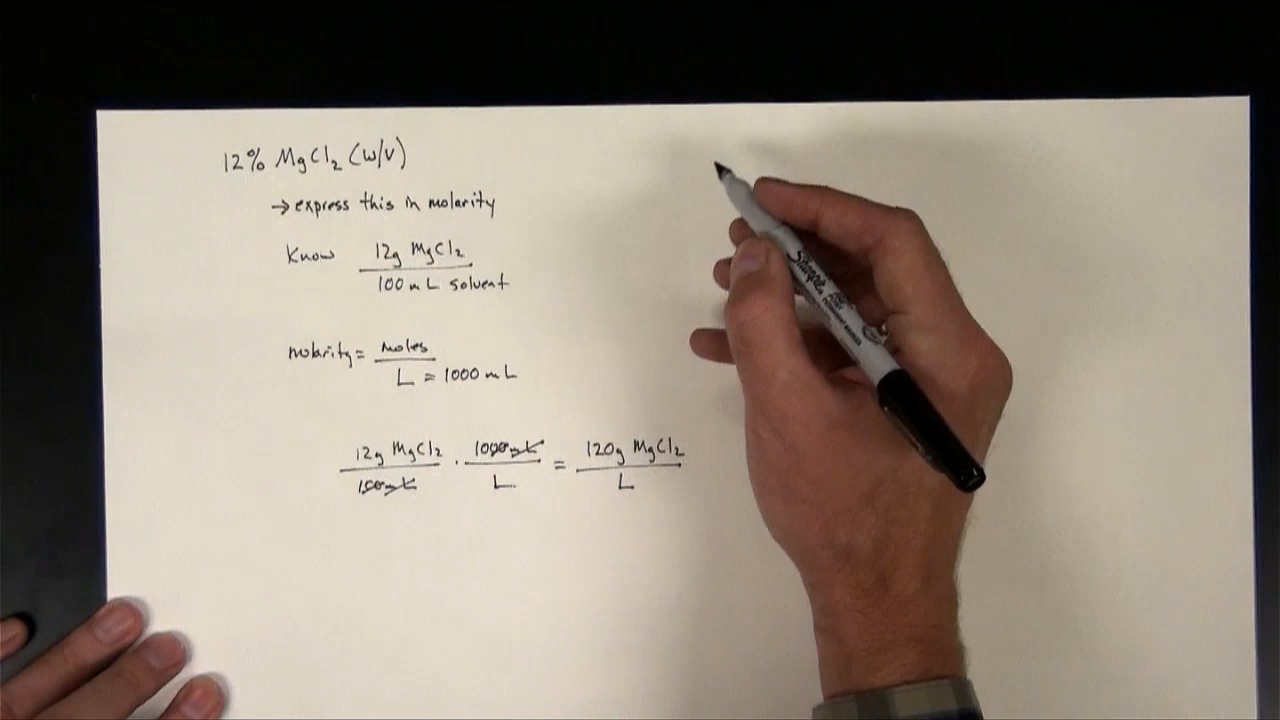 12% MgCl₂ (w/v)
→ express this in molarity
Know 12g MgCl₂
100 mL solvent
molarity = moles
L = 1000 mL
12g MgCl₂ · 1000mL = 120g MgCl₂
100mL L L
Sharpie